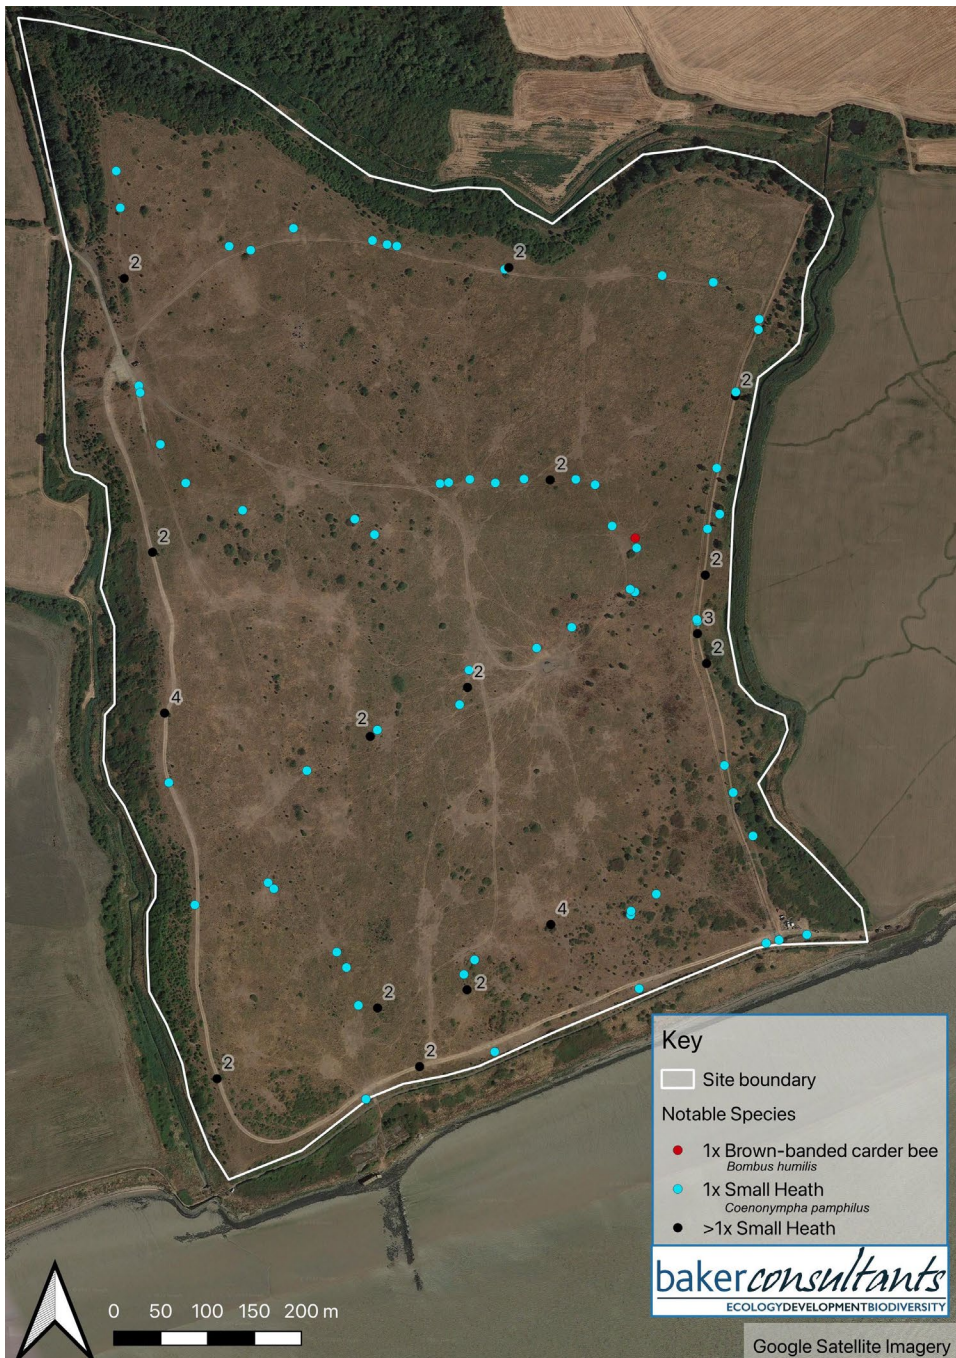 2
2
2
2
2
2
3
2
4
2
2
4
2
2
2
2
Key
Site boundary
Notable Species
1x Brown-banded carder bee
Bombus humilis
1x Small Heath
Coenonympha pamphilus
>1x Small Heath
bakerconsultants
ECOLOGYDEVELOPMENTBIODIVERSITY
0 50 100 150 200 m
Google Satellite Imagery